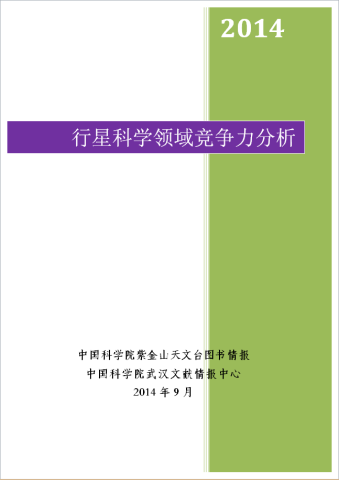 2014
行星科学领域竞争力分析
中国科学院紫金山天文台图书情报
中国科学院武汉文献情报中心
2014 年 9 月